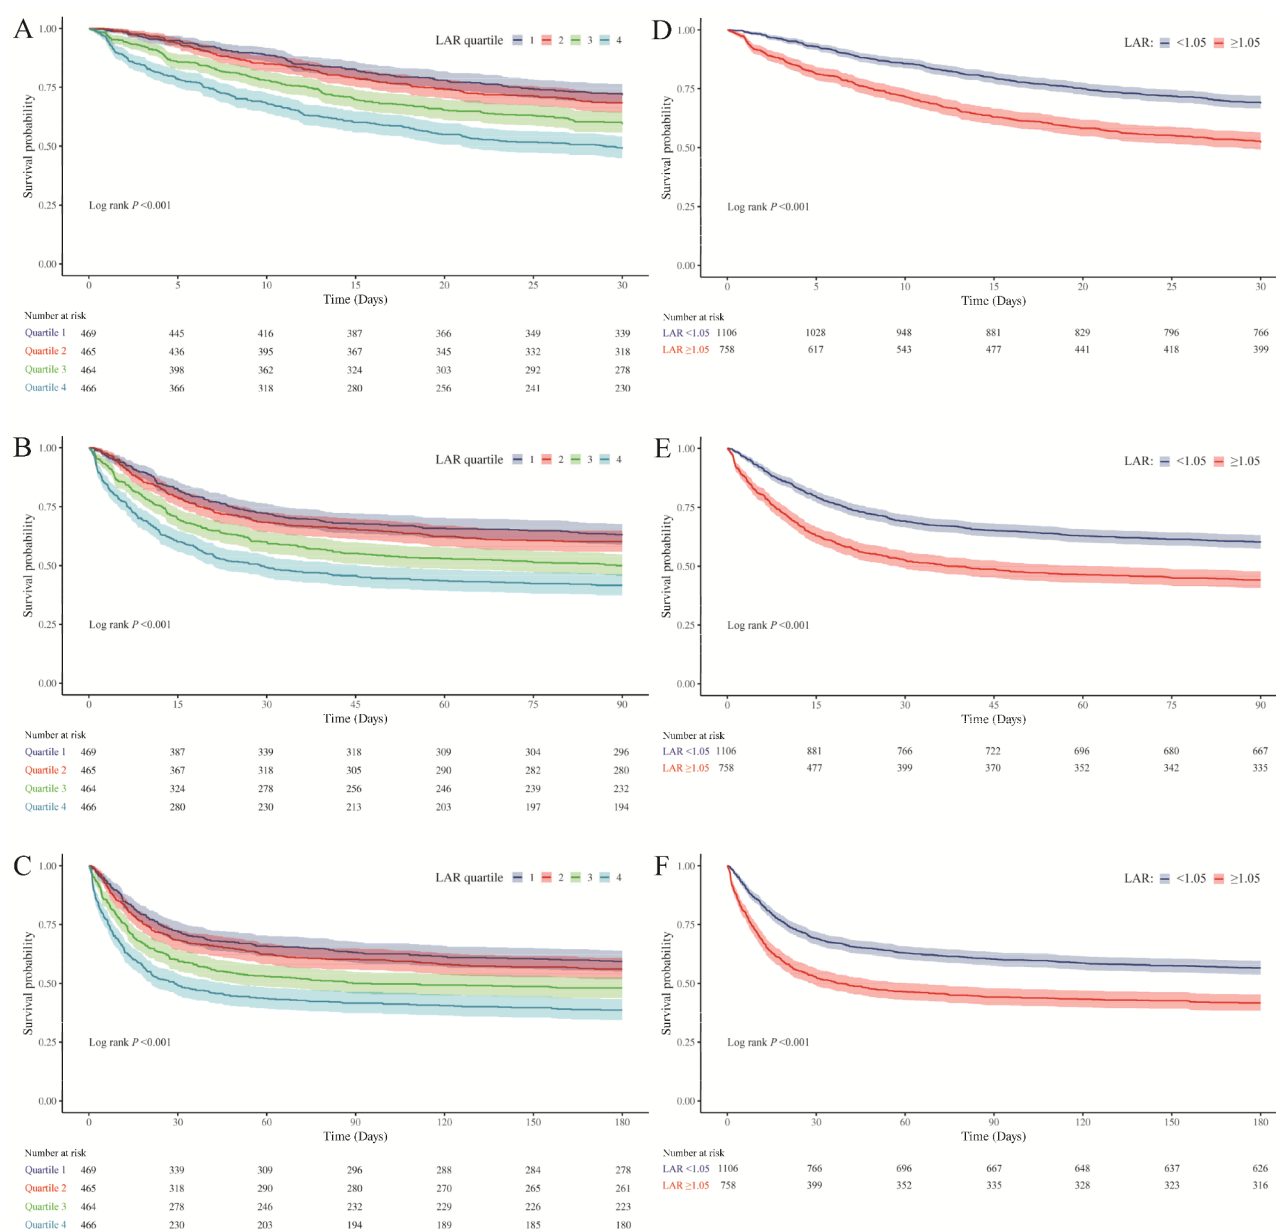 A
LAR quartile 1 2 3 4
Survival probability
1.00
0.75
0.50
0.25
0.00
Log rank P <0.001
0 5 10 15 20 25 30
Time (Days)
Number at risk
Quartile 1 469 445 416 387 366 349 339
Quartile 2 465 436 395 367 345 332 318
Quartile 3 464 398 362 324 303 292 278
Quartile 4 466 366 318 280 256 241 230
D
LAR: <1.05 ≥1.05
Survival probability
1.00
0.75
0.50
0.25
0.00
Log rank P <0.001
0 5 10 15 20 25 30
Time (Days)
Number at risk
LAR <1.05 1106 1028 948 881 829 796 766
LAR ≥1.05 758 617 543 477 441 418 399
B
LAR quartile 1 2 3 4
Survival probability
1.00
0.75
0.50
0.25
0.00
Log rank P <0.001
0 15 30 45 60 75 90
Time (Days)
Number at risk
Quartile 1 469 387 339 318 309 304 296
Quartile 2 465 367 318 305 290 282 280
Quartile 3 464 324 278 256 246 239 232
Quartile 4 466 280 230 213 203 197 194
E
LAR: <1.05 ≥1.05
Survival probability
1.00
0.75
0.50
0.25
0.00
Log rank P <0.001
0 15 30 45 60 75 90
Time (Days)
Number at risk
LAR <1.05 1106 881 766 722 696 680 667
LAR ≥1.05 758 477 399 370 352 342 335
C
LAR quartile 1 2 3 4
Survival probability
1.00
0.75
0.50
0.25
0.00
Log rank P <0.001
0 30 60 90 120 150 180
Time (Days)
Number at risk
Quartile 1 469 339 309 296 288 284 278
Quartile 2 465 318 290 280 270 265 261
Quartile 3 464 278 246 232 229 226 223
Quartile 4 466 230 203 194 189 185 180
F
LAR: <1.05 ≥1.05
Survival probability
1.00
0.75
0.50
0.25
0.00
Log rank P <0.001
0 30 60 90 120 150 180
Time (Days)
Number at risk
LAR <1.05 1106 766 696 667 648 637 626
LAR ≥1.05 758 399 352 335 328 323 316